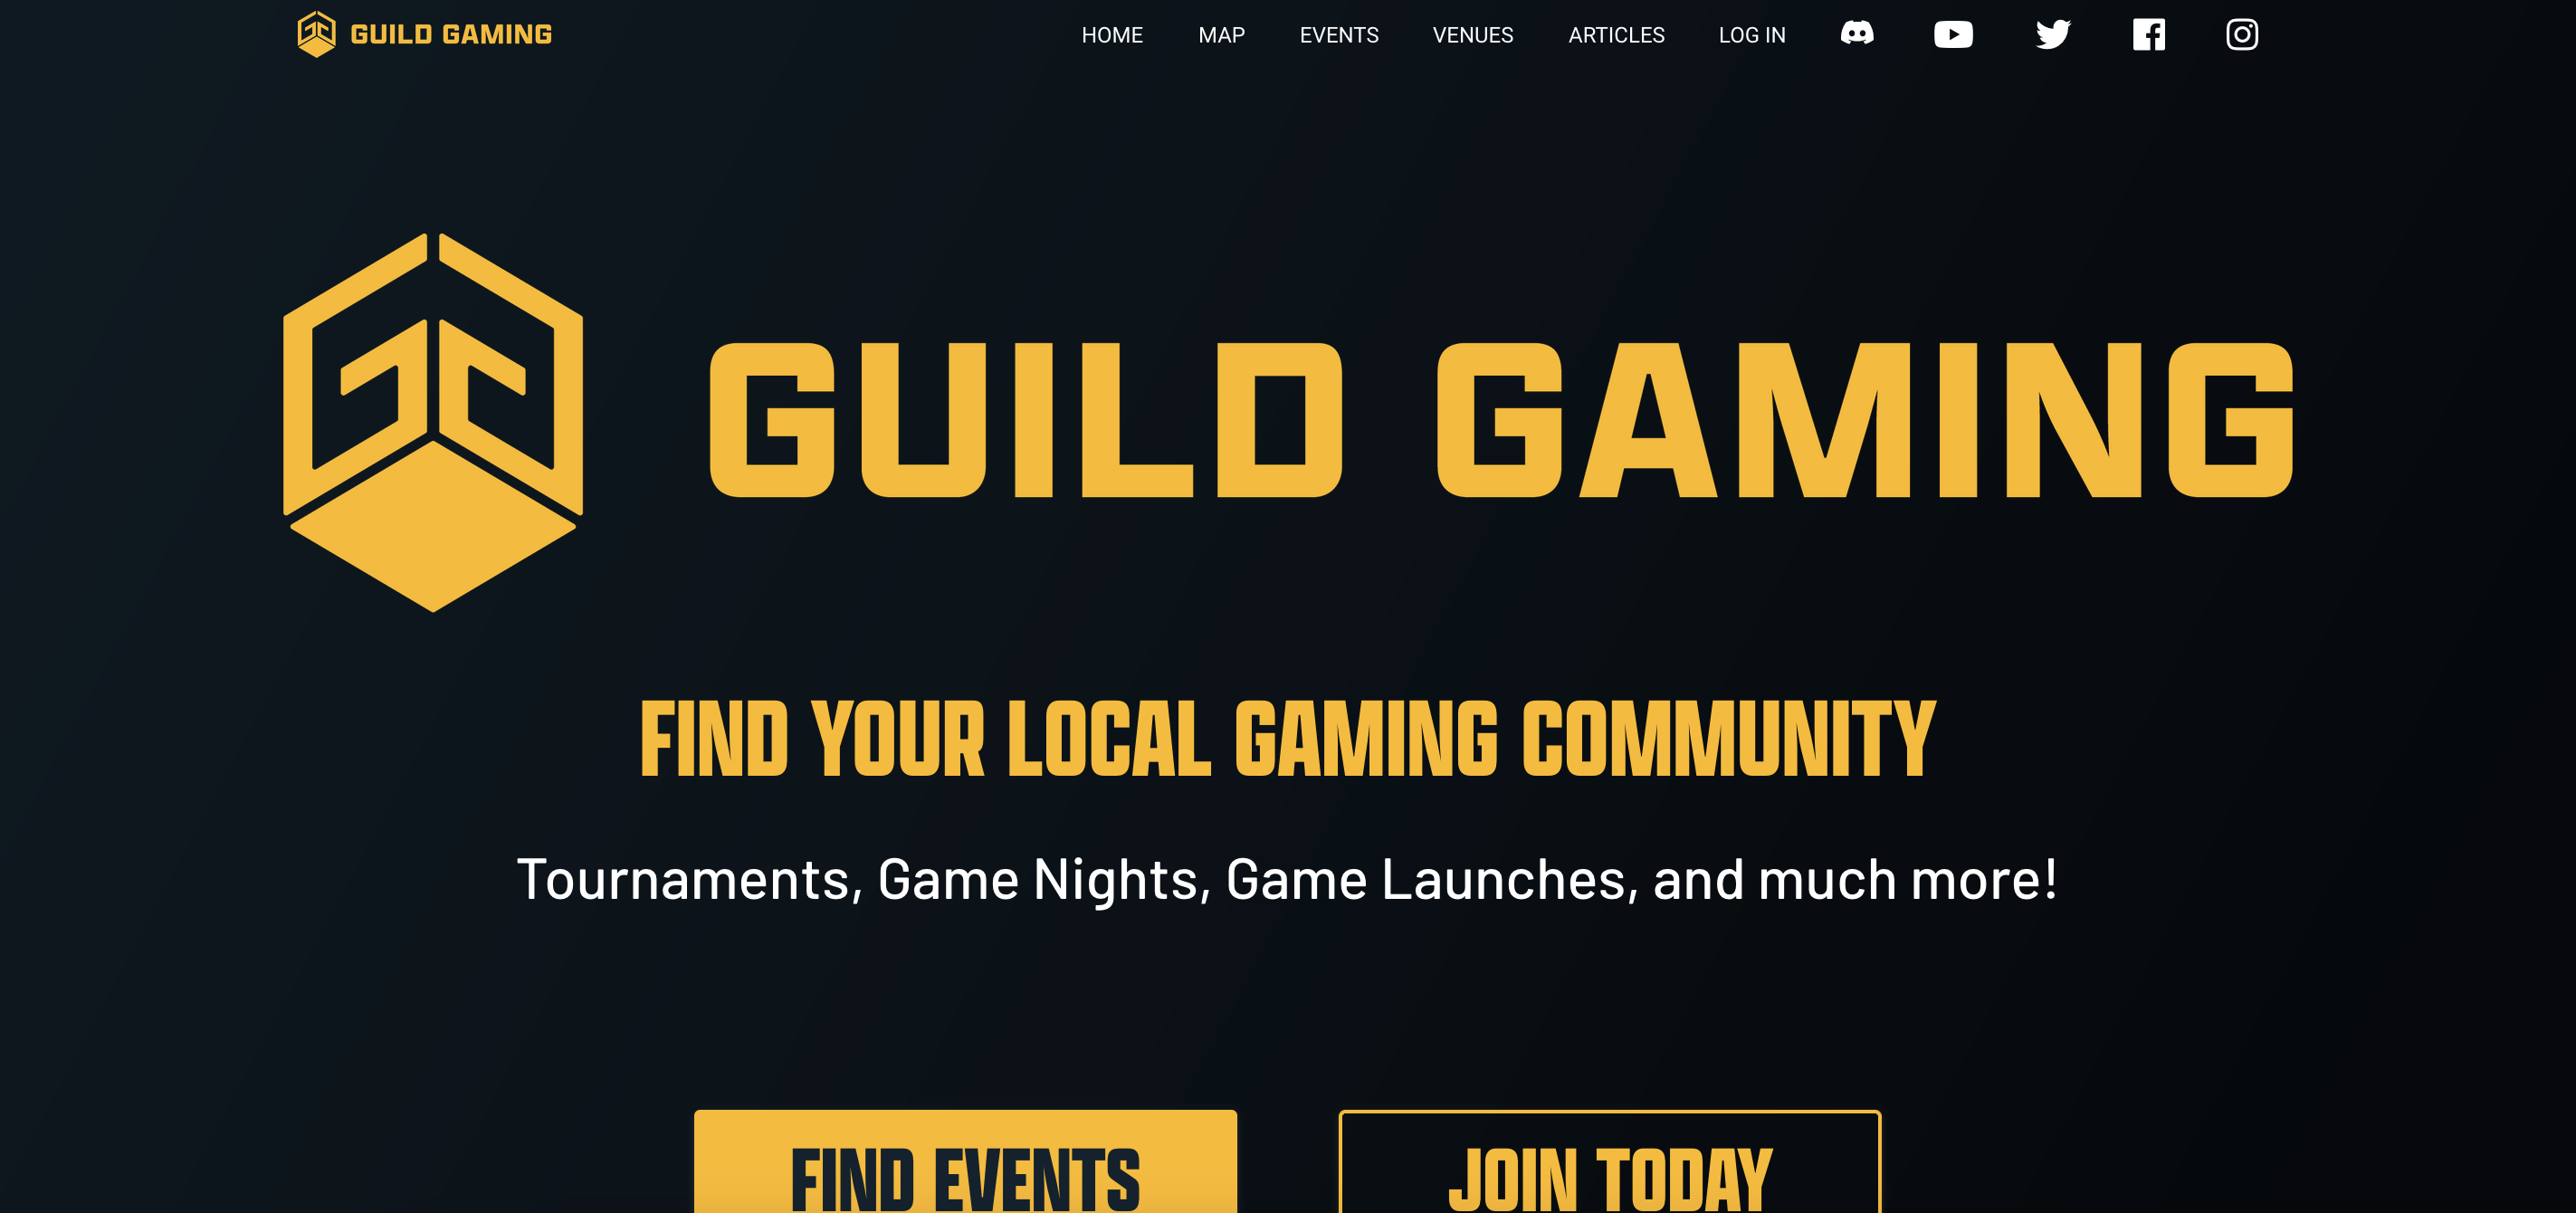 GUILD GAMING HOME MAP EVENTS VENUES ARTICLES LOG IN
GUILD GAMING
FIND YOUR LOCAL GAMING COMMUNITY
Tournaments, Game Nights, Game Launches, and much more!
FIND EVENTS JOIN TODAY